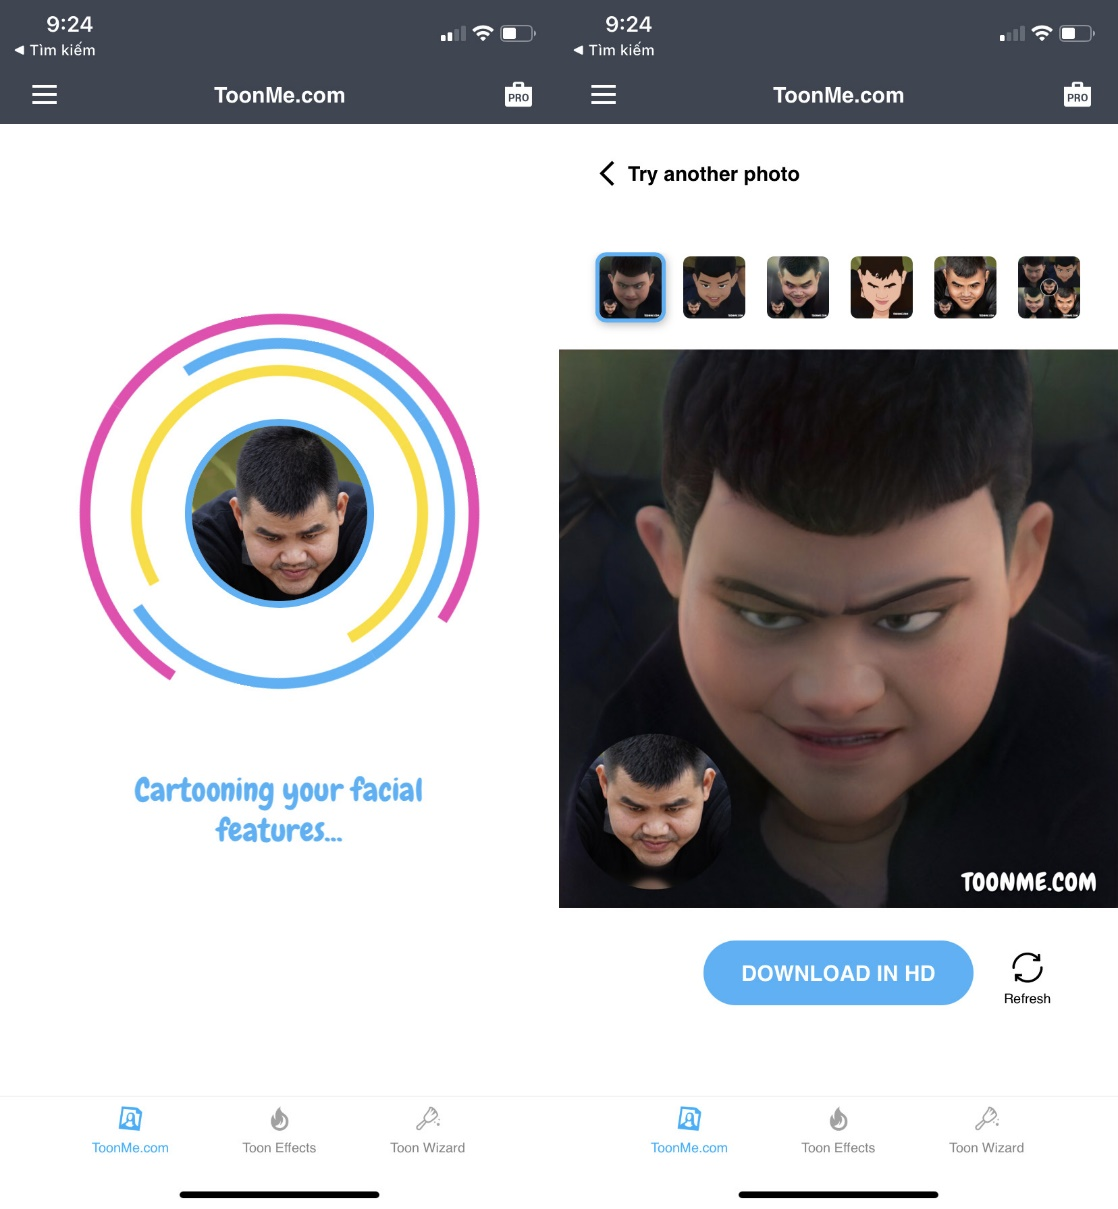 9:24
◀ Tìm kiếm
ToonMe.com
PRO
Cartooning your facial
features...
ToonMe.com
Toon Effects
Toon Wizard
9:24
◀ Tìm kiếm
ToonMe.com
PRO
Try another photo
TOONME.COM
DOWNLOAD IN HD
Refresh
ToonMe.com
Toon Effects
Toon Wizard